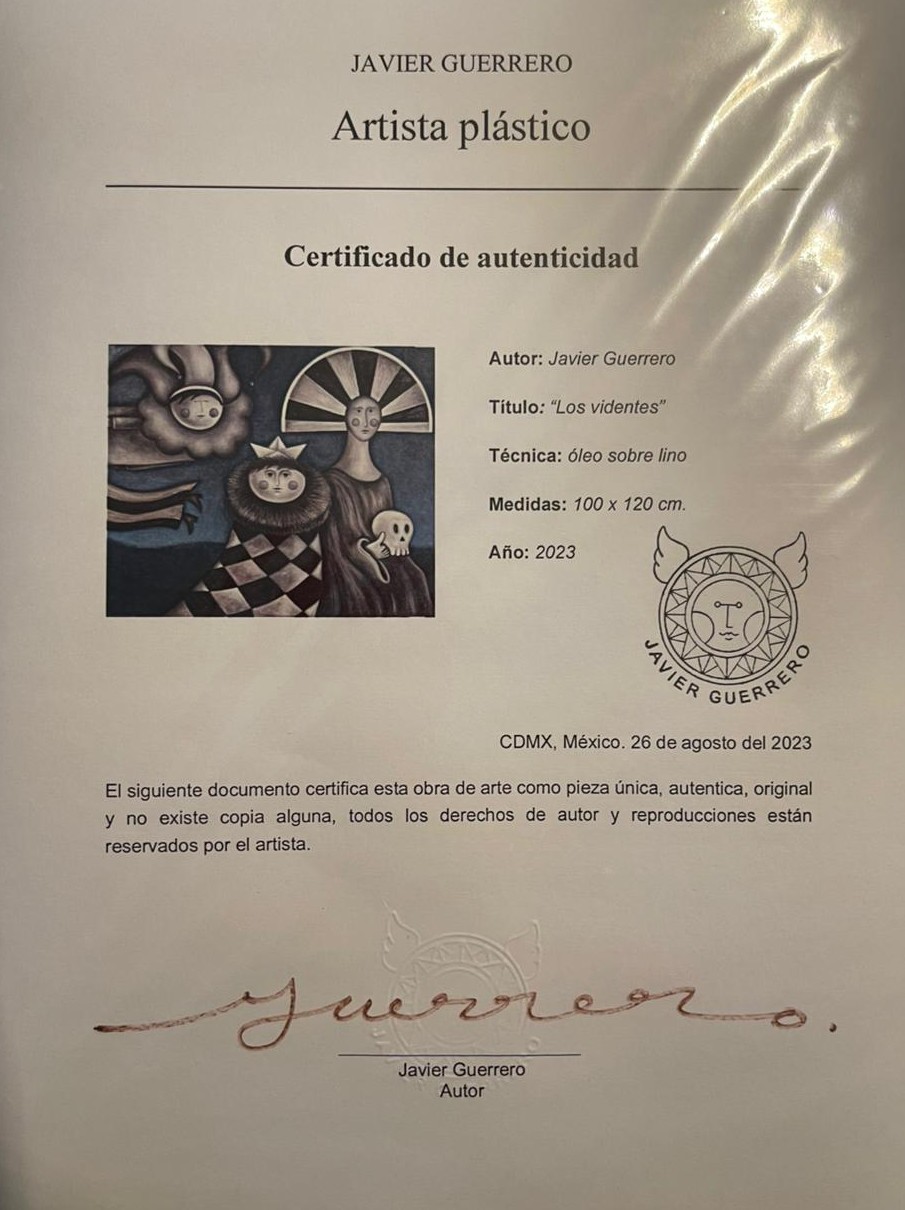 JAVIER GUERRERO
Artista plástico
Certificado de autenticidad
Autor: Javier Guerrero
Título: “Los videntes”
Técnica: óleo sobre lino
Medidas: 100 x 120 cm.
Año: 2023
JAVIER GUERRERO
CDMX, México. 26 de agosto del 2023
El siguiente documento certifica esta obra de arte como pieza única, autentica, original
y no existe copia alguna, todos los derechos de autor y reproducciones están
reservados por el artista.
Guerrero.
Javier Guerrero
Autor